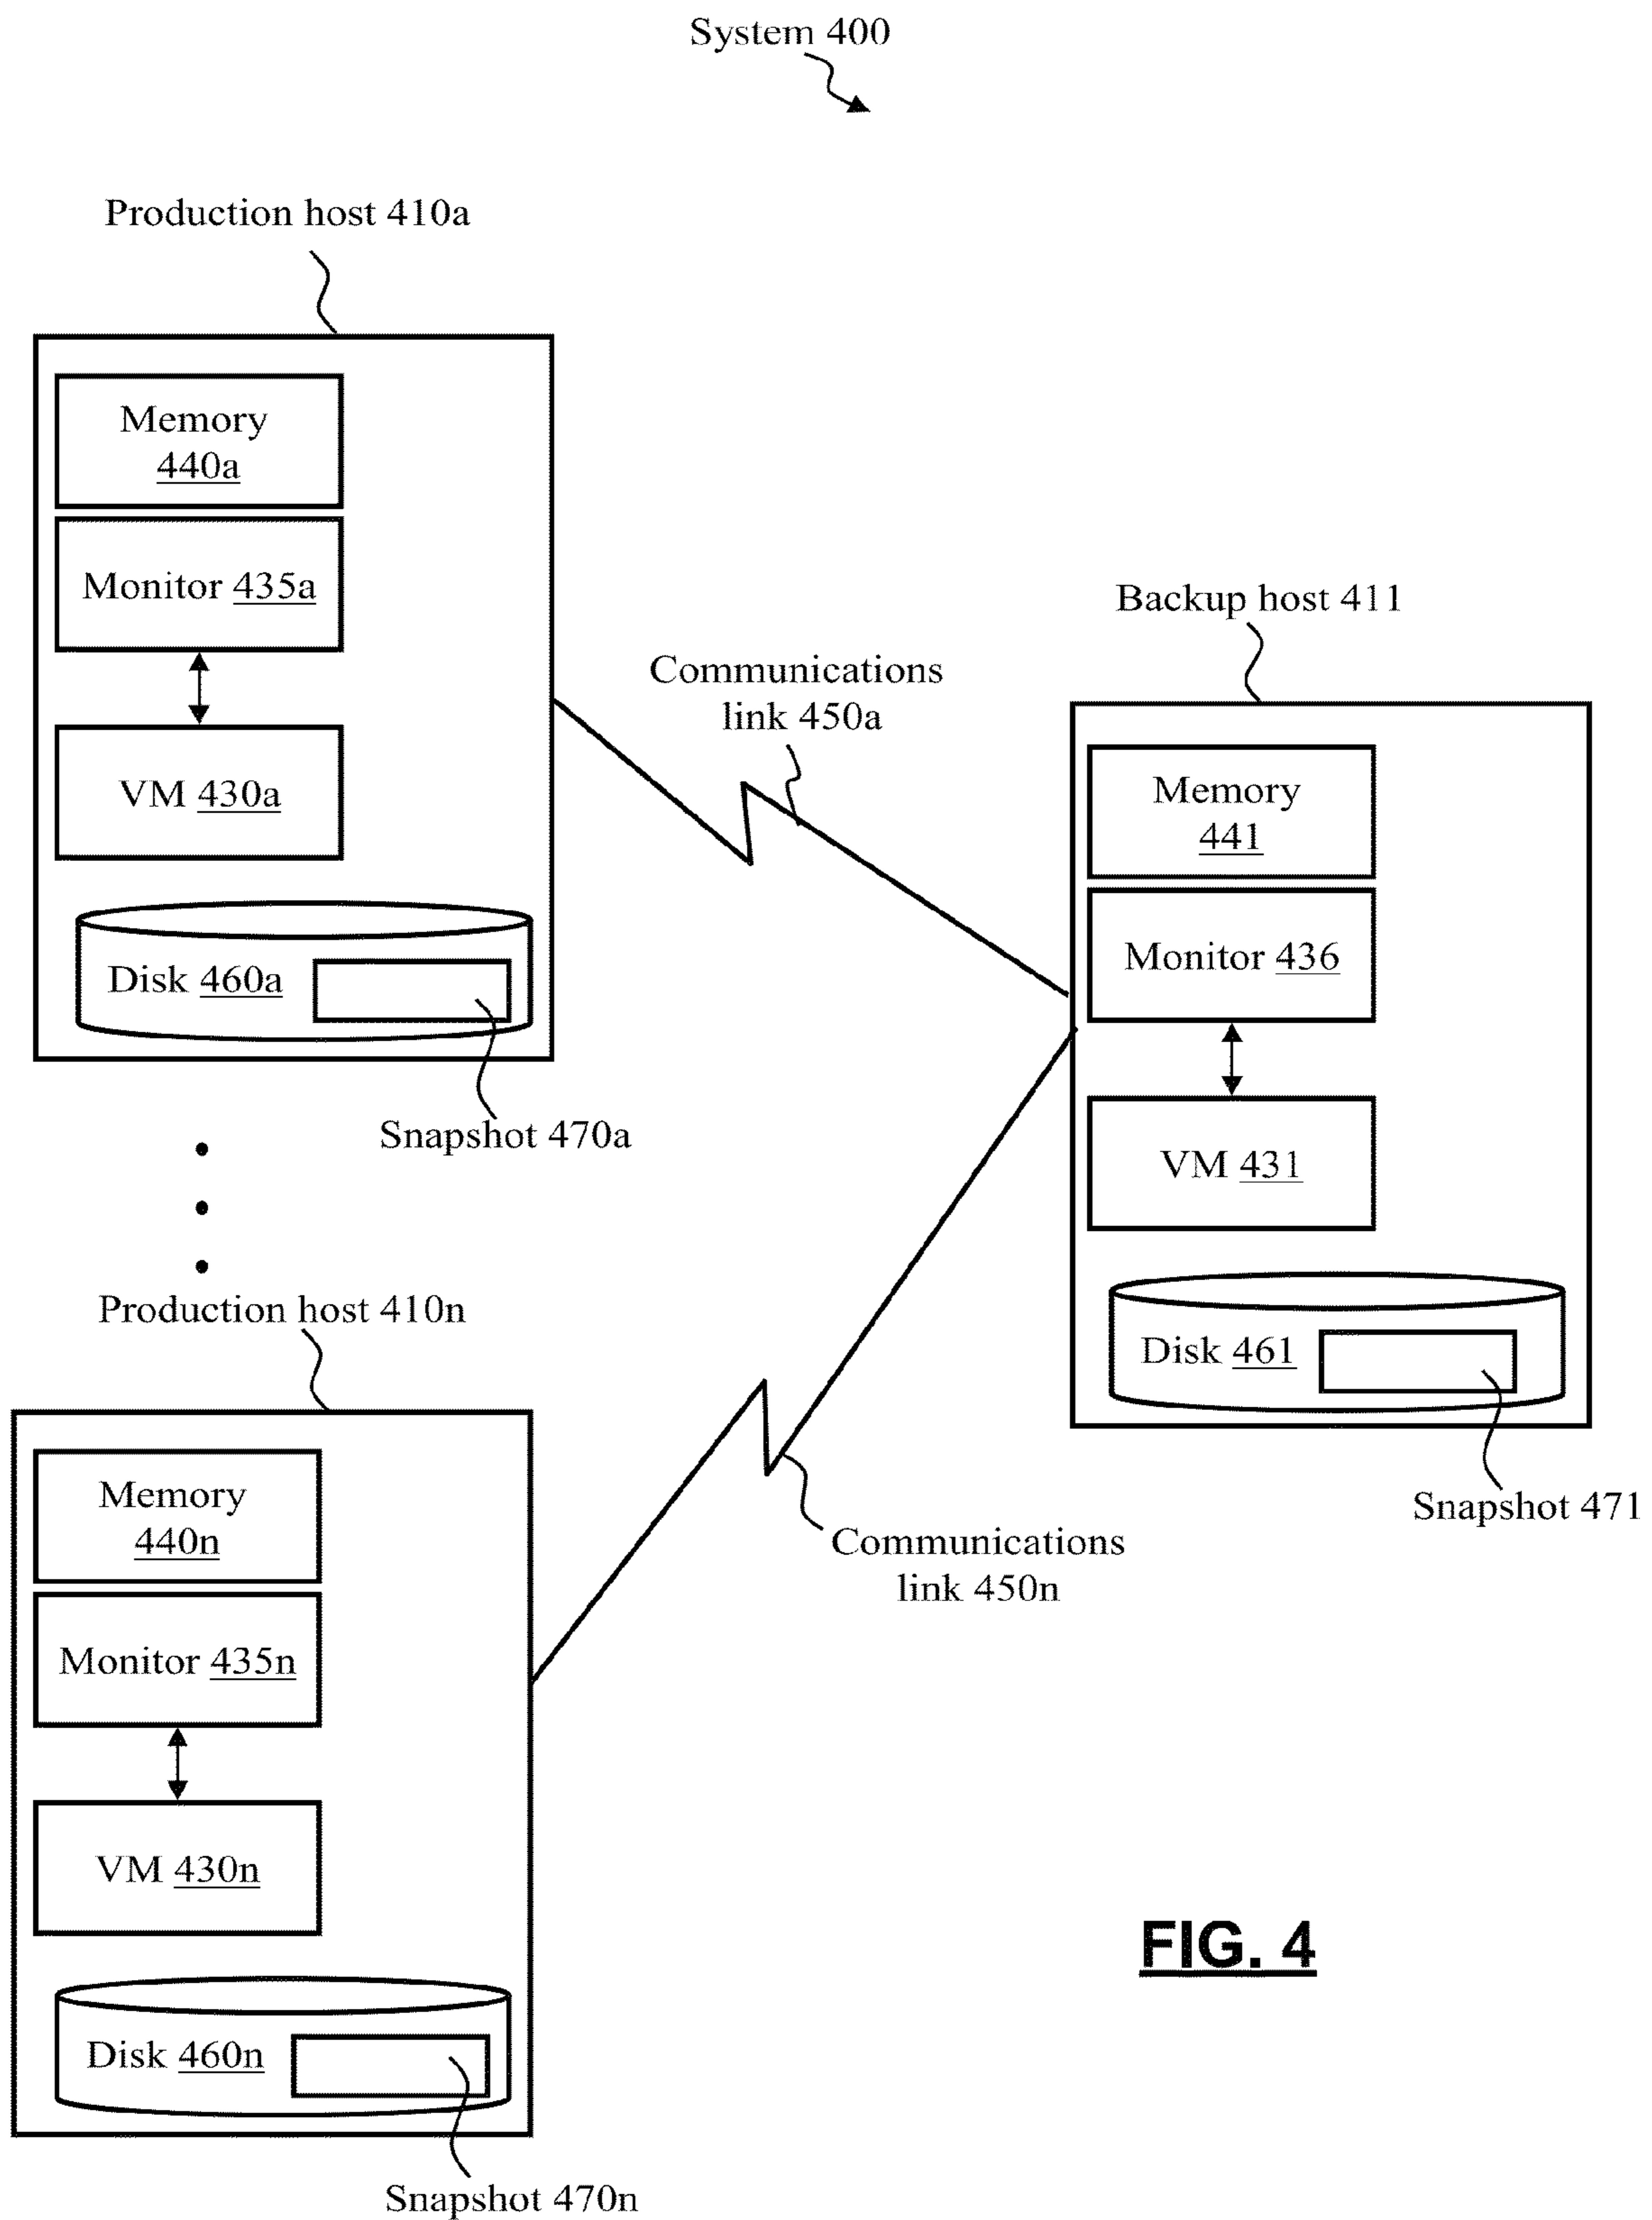 System 400
Production host 410a
Memory
440a
Monitor 435a
VM 430a
Disk 460a
Snapshot 470a
Communications
link 450a
Backup host 411
Memory
441
Monitor 436
VM 431
Disk 461
Snapshot 471
Production host 410n
Memory
440n
Monitor 435n
VM 430n
Disk 460n
Snapshot 470n
Communications
link 450n
FIG. 4